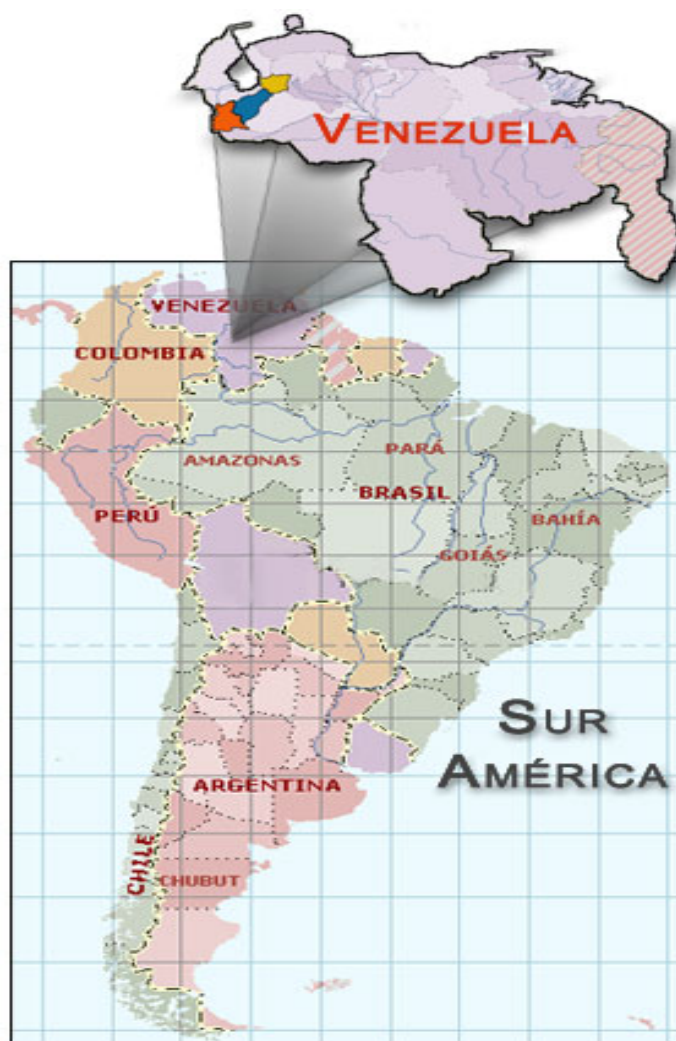 VENEZUELA
VENEZUELA
COLOMBIA
AMAZONAS
PARÁ
BRASIL
PERÚ
BAHÍA
GOIÁS
SUR
AMÉRICA
ARGENTINA
CHILE
CHUBUT